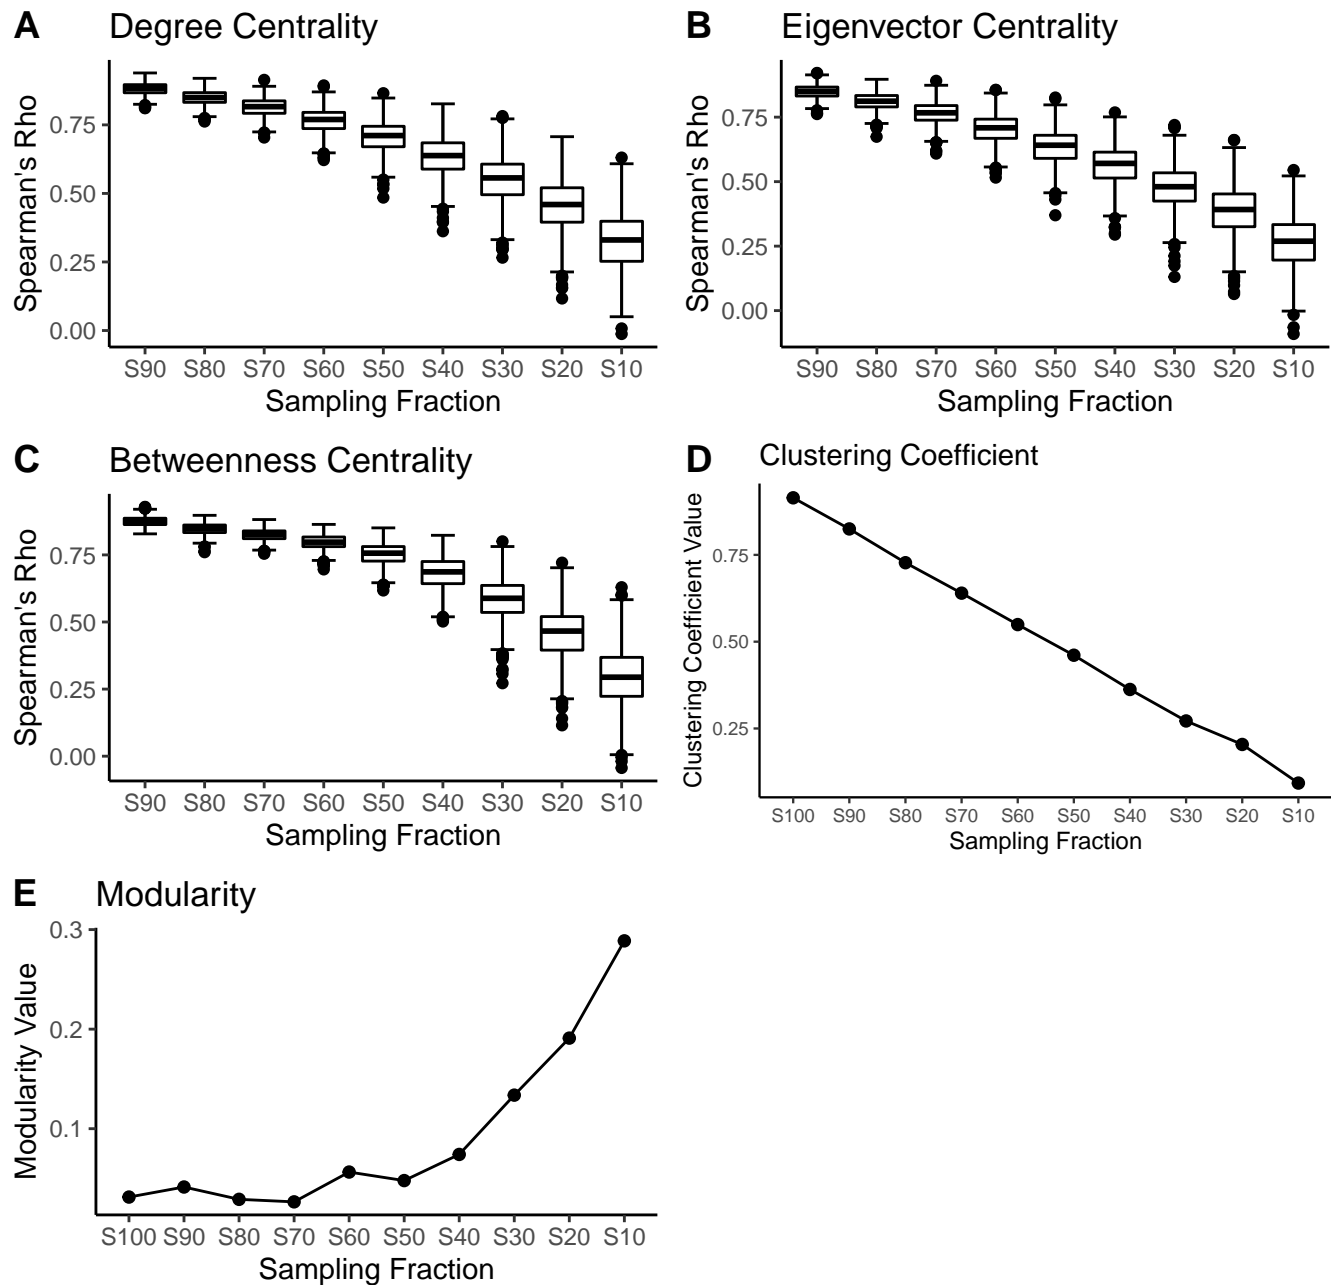 A Degree Centrality
Spearman's Rho
0.75
0.50
0.25
0.00
S90 S80 S70 S60 S50 S40 S30 S20 S10
Sampling Fraction
B Eigenvector Centrality
Spearman's Rho
0.75
0.50
0.25
0.00
S90 S80 S70 S60 S50 S40 S30 S20 S10
Sampling Fraction
C Betweenness Centrality
Spearman's Rho
0.75
0.50
0.25
0.00
S90 S80 S70 S60 S50 S40 S30 S20 S10
Sampling Fraction
D Clustering Coefficient
Clustering Coefficient Value
0.75
0.50
0.25
S100 S90 S80 S70 S60 S50 S40 S30 S20 S10
Sampling Fraction
E Modularity
Modularity Value
0.3
0.2
0.1
S100 S90 S80 S70 S60 S50 S40 S30 S20 S10
Sampling Fraction